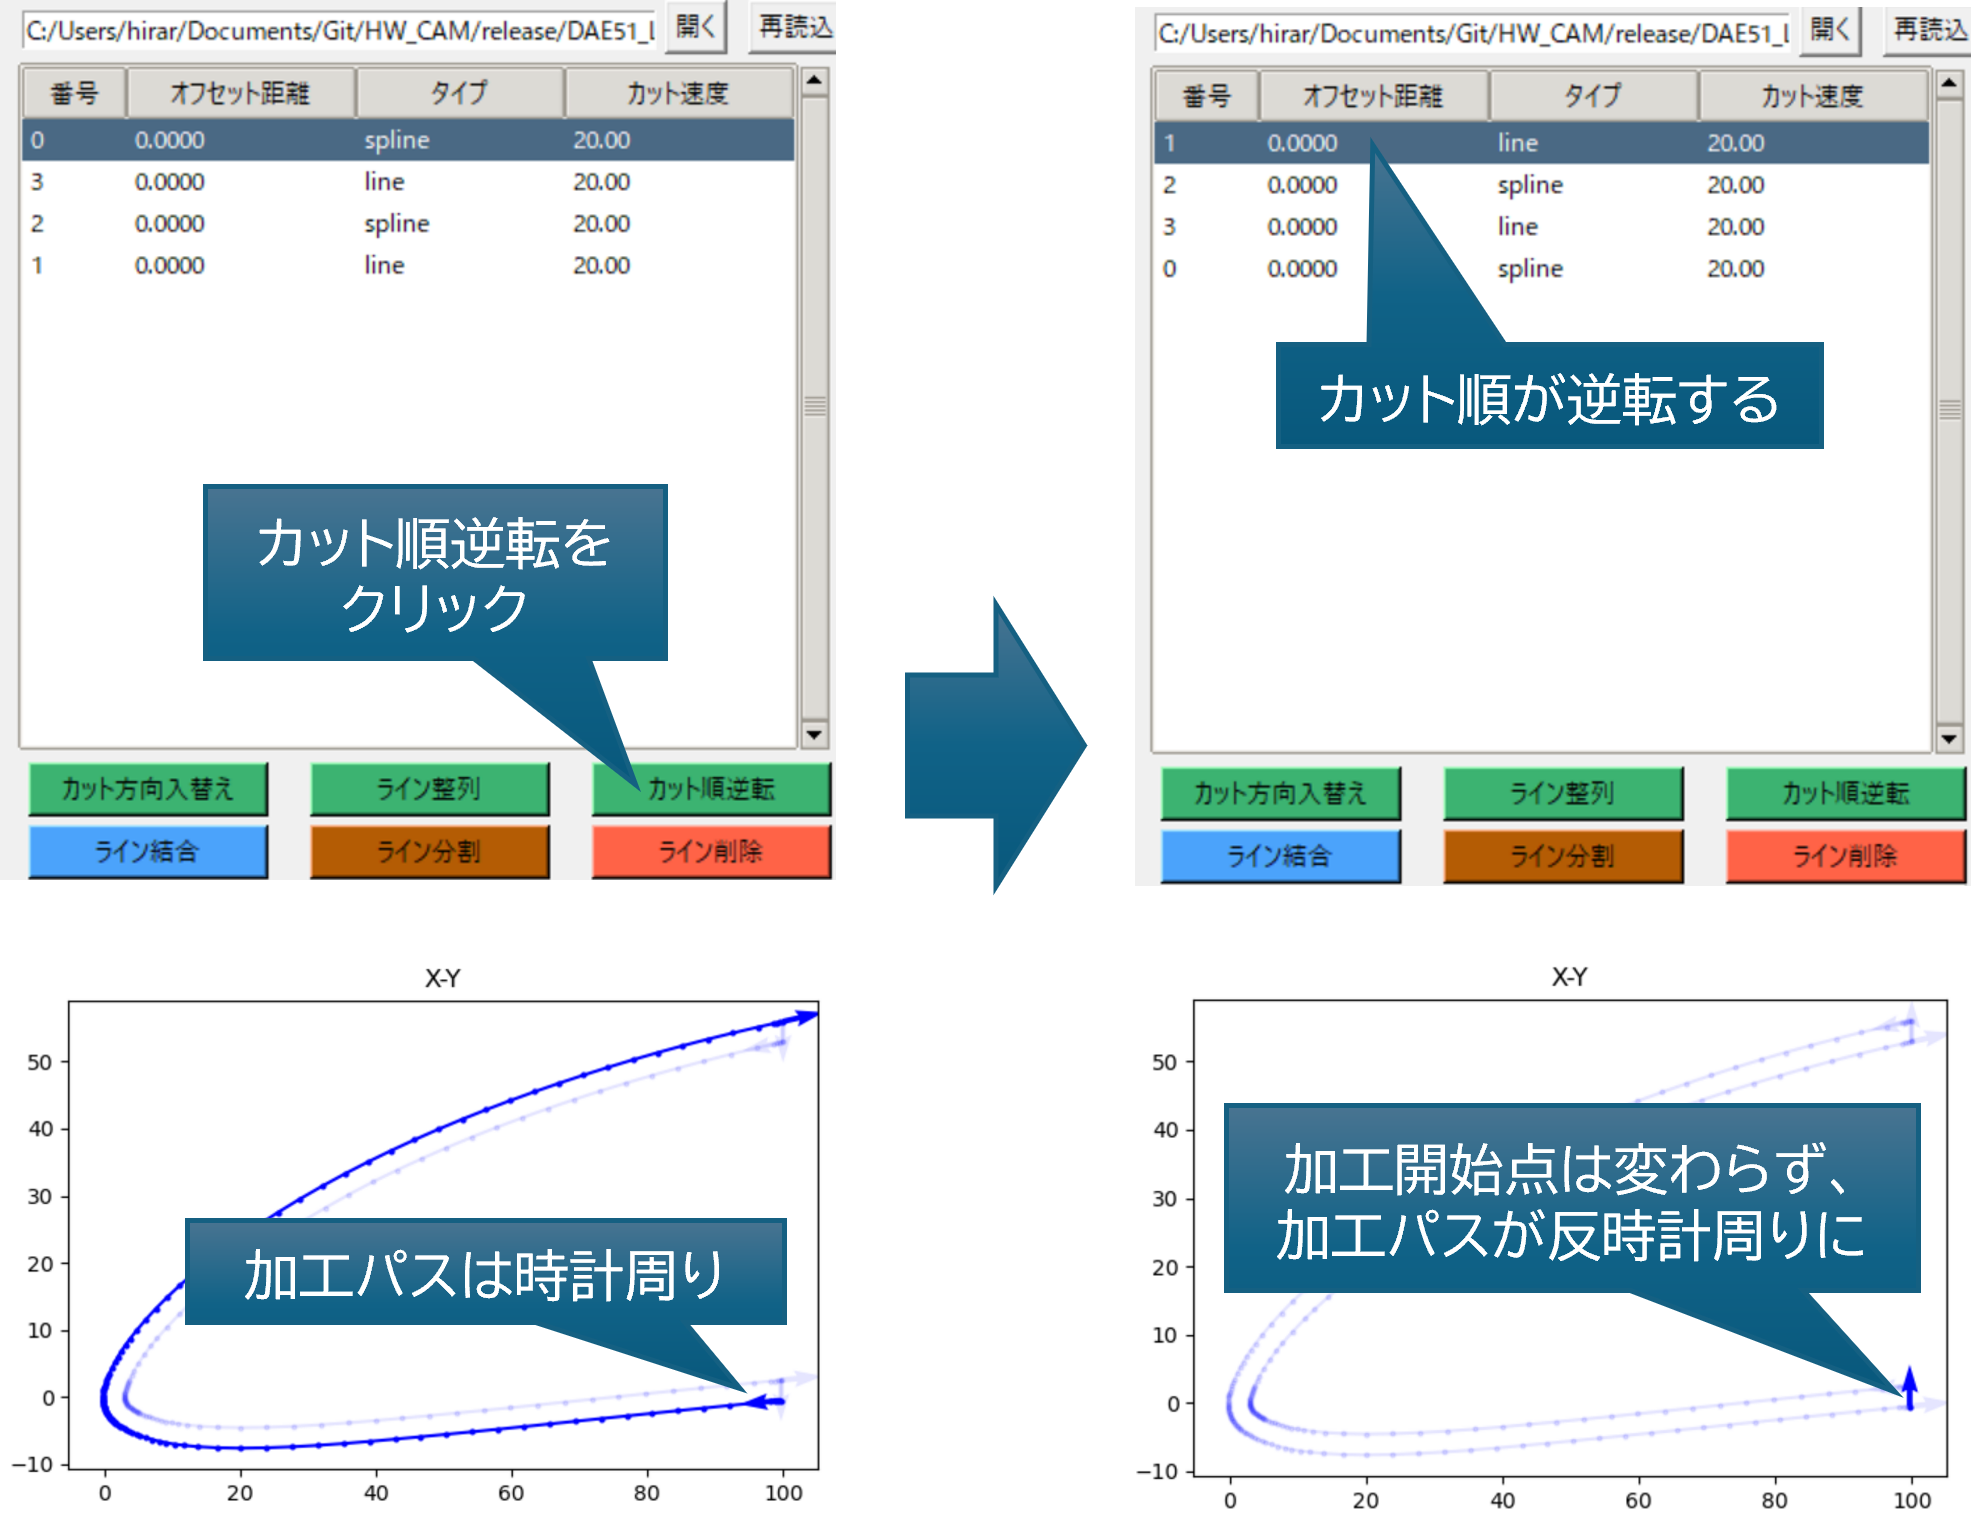 C:/Users/hirar/Documents/Git/HW_CAM/release/DAE51_L
開く
再読込
番号 オフセット距離 タイプ カット速度
0 0.0000 spline 20.00
3 0.0000 line 20.00
2 0.0000 spline 20.00
1 0.0000 line 20.00
カット順逆転を
クリック
カット方向入替え ライン整列 カット順逆転
ライン結合 ライン分割 ライン削除
C:/Users/hirar/Documents/Git/HW_CAM/release/DAE51_L
開く
再読込
番号 オフセット距離 タイプ カット速度
1 0.0000 line 20.00
2 0.0000 spline 20.00
3 0.0000 line 20.00
0 0.0000 spline 20.00
カット順が逆転する
カット方向入替え ライン整列 カット順逆転
ライン結合 ライン分割 ライン削除
X-Y
50
40
30
20
10
0
−10
0 20 40 60 80 100
加工パスは時計周り
X-Y
50
40
30
20
10
0
−10
0 20 40 60 80 100
加工開始点は変わらず、
加工パスが反時計周りに